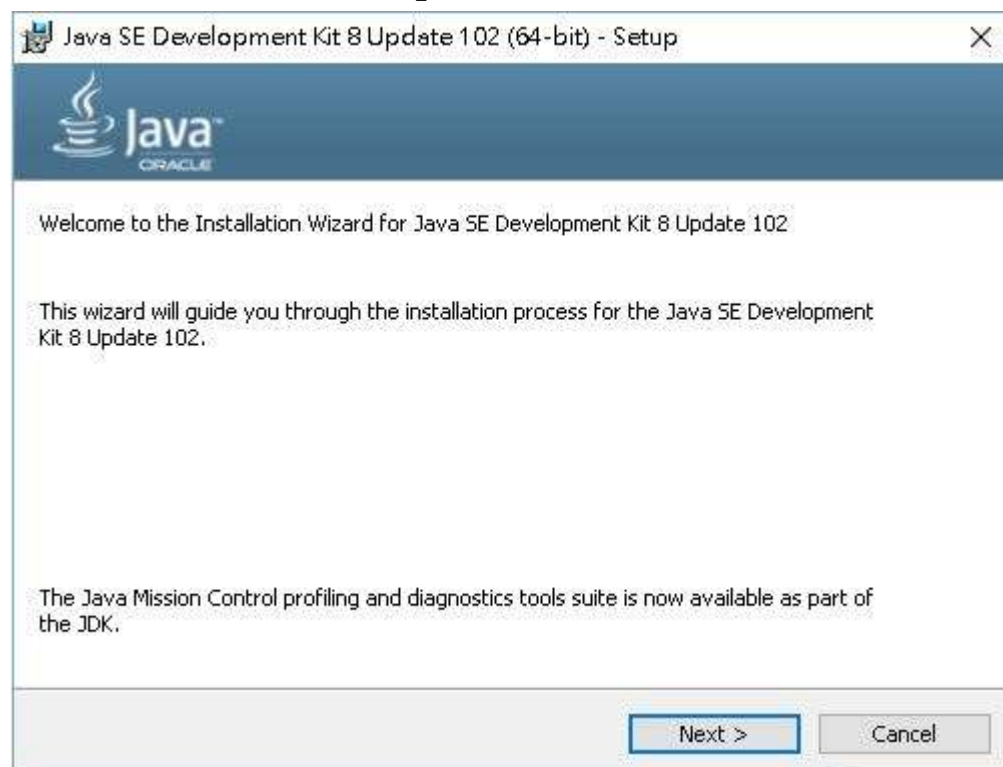 Java SE Development Kit 8 Update 102 (64-bit) - Setup
Java™
ORACLE
Welcome to the Installation Wizard for Java SE Development Kit 8 Update 102
This wizard will guide you through the installation process for the Java SE Development
Kit 8 Update 102.
The Java Mission Control profiling and diagnostics tools suite is now available as part of
the JDK.
Next >
Cancel